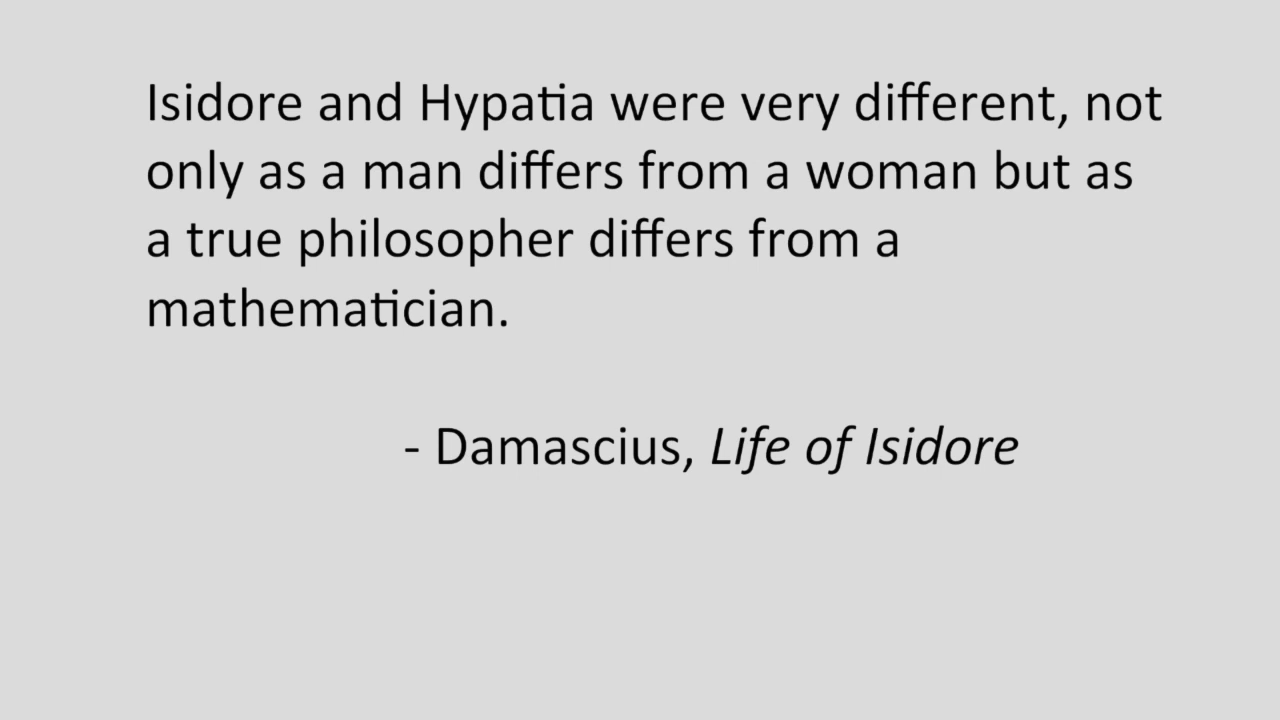 Isidore and Hypatia were very different, not
only as a man differs from a woman but as
a true philosopher differs from a
mathematician.
- Damascius, Life of Isidore